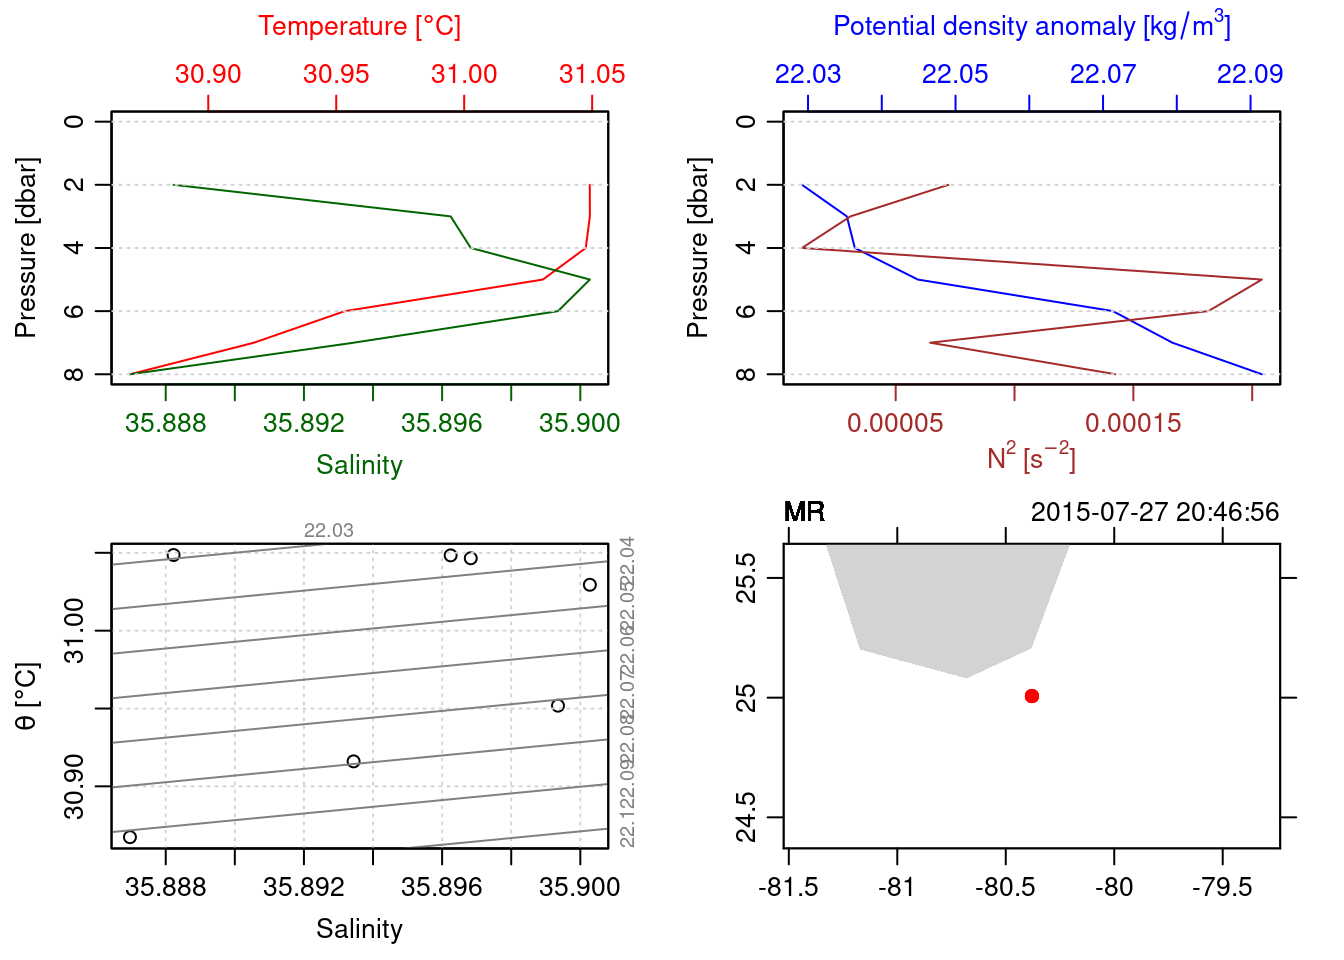 Temperature [°C]
30.90 30.95 31.00 31.05
Pressure [dbar]
0
2
4
6
8
35.888 35.892 35.896 35.900
Salinity
Potential density anomaly [kg/m³]
22.03 22.05 22.07 22.09
Pressure [dbar]
0
2
4
6
8
0.00005 0.00015
N² [s⁻²]
22.03
22.04
22.05
22.06
22.07
22.08
22.09
22.1
θ [°C]
31.00
30.90
35.888 35.892 35.896 35.900
Salinity
MR 2015-07-27 20:46:56
25.5
25
24.5
-81.5 -81 -80.5 -80 -79.5